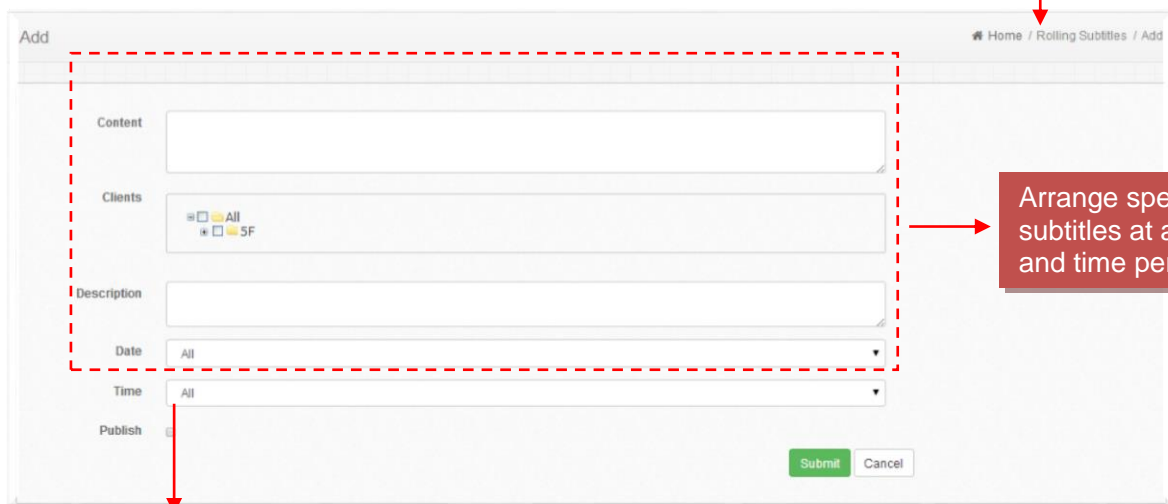 Add
Home / Rolling Subtitles / Add
Content
Clients
All
5F
Arrange spe
subtitles at a
and time per
Description
Date
All
Time
All
Publish
Submit Cancel